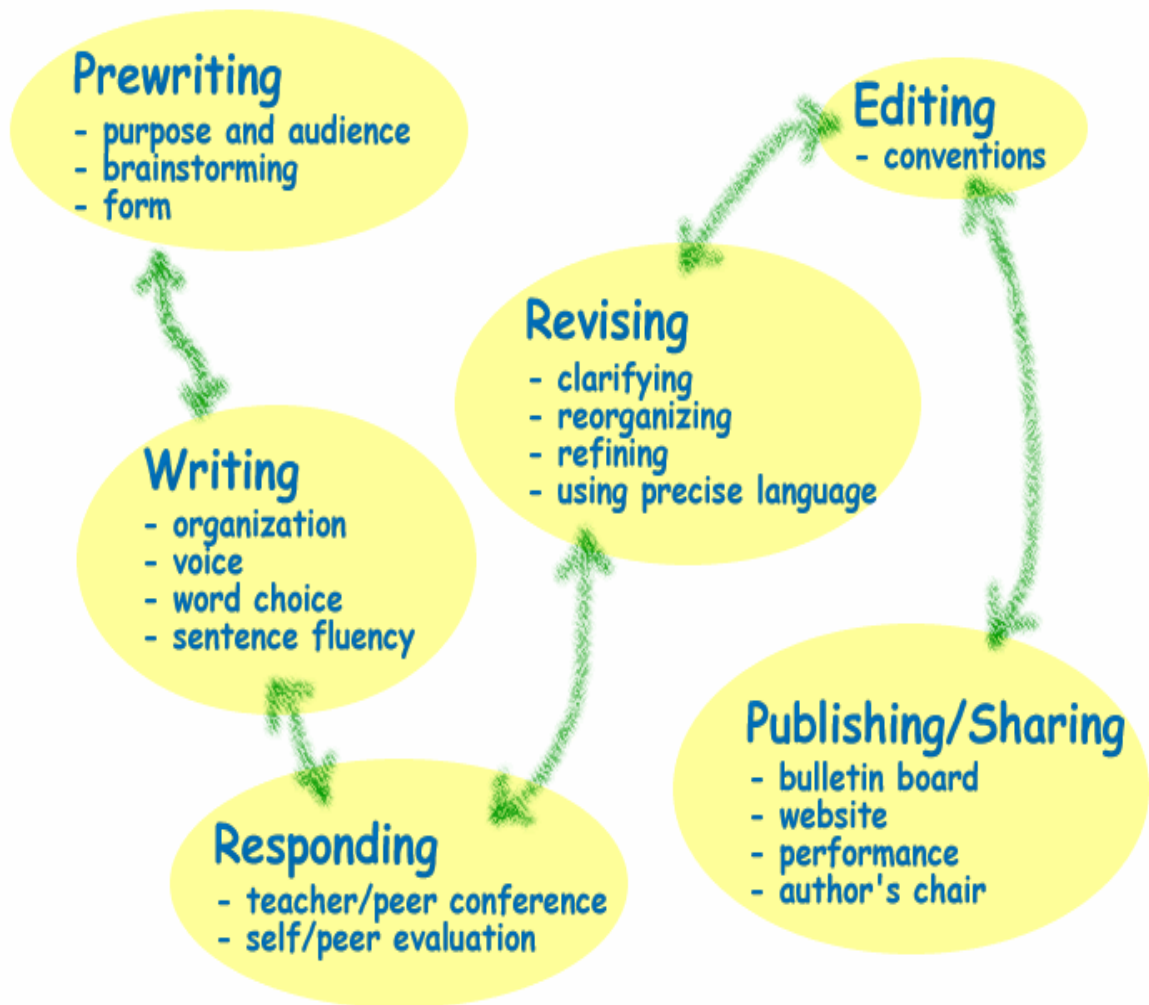 Prewriting
- purpose and audience
- brainstorming
- form
Writing
- organization
- voice
- word choice
- sentence fluency
Responding
- teacher/peer conference
- self/peer evaluation
Revising
- clarifying
- reorganizing
- refining
- using precise language
Editing
- conventions
Publishing/Sharing
- bulletin board
- website
- performance
- author's chair